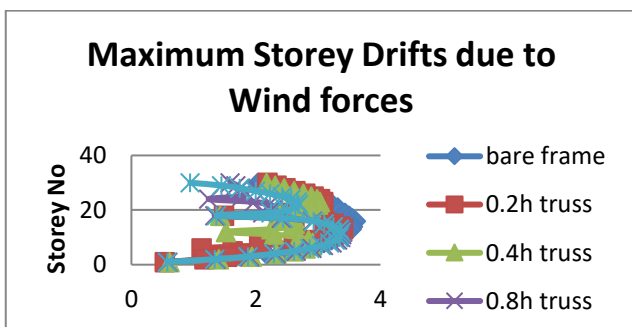 Maximum Storey Drifts due to
Wind forces
Storey No
40
20
0
0 2 4
bare frame
0.2h truss
0.4h truss
0.8h truss